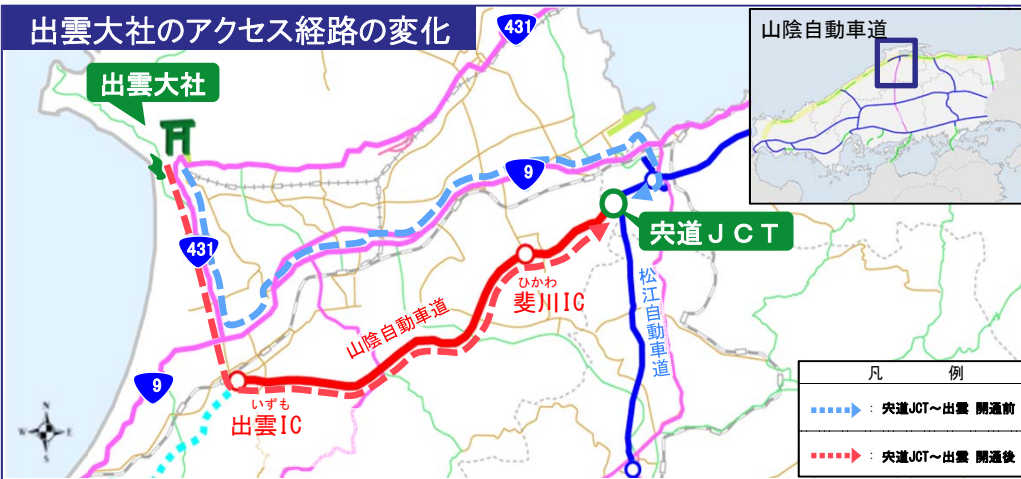 出雲大社のアクセス経路の変化
431
山陰自動車道
出雲大社
9
宍道JCT
431
ひかわ
斐川IC
松江自動車道
山陰自動車道
9
いずも
出雲IC
N
W
E
S
凡 例
: 宍道JCT～出雲 開通前
: 宍道JCT～出雲 開通後